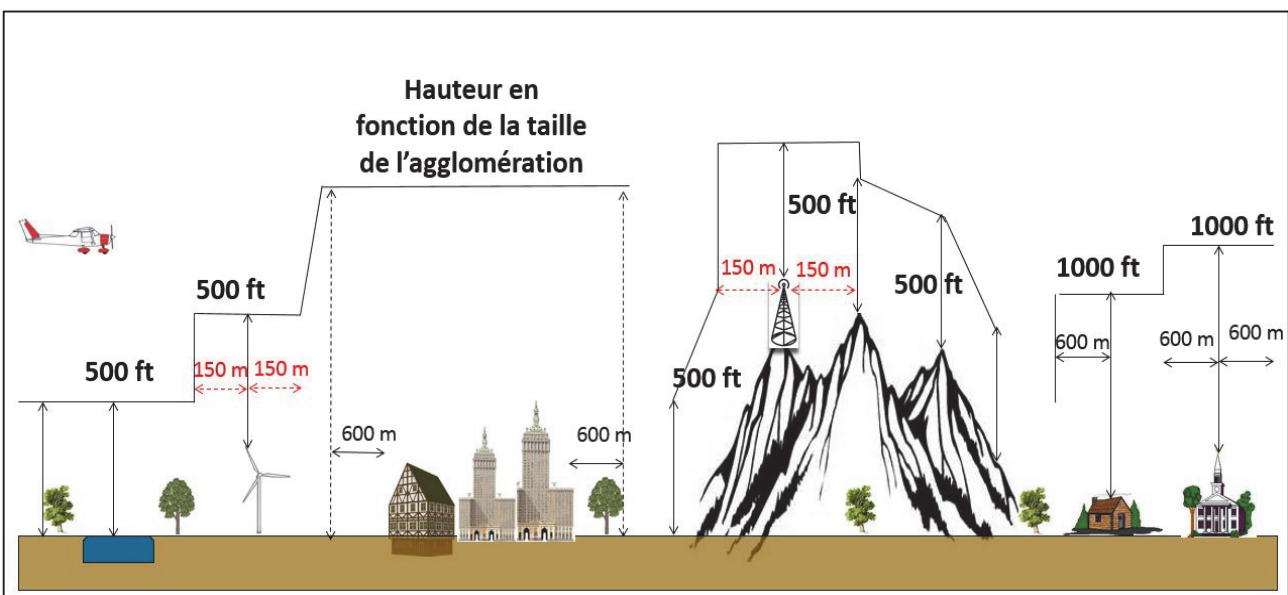 Hauteur en
fonction de la taille
de l'agglomération
500 ft
1000 ft
150 m
150 m
1000 ft
500 ft
500 ft
600 m
600 m
600 m
150 m
150 m
500 ft
500 ft
600 m
600 m